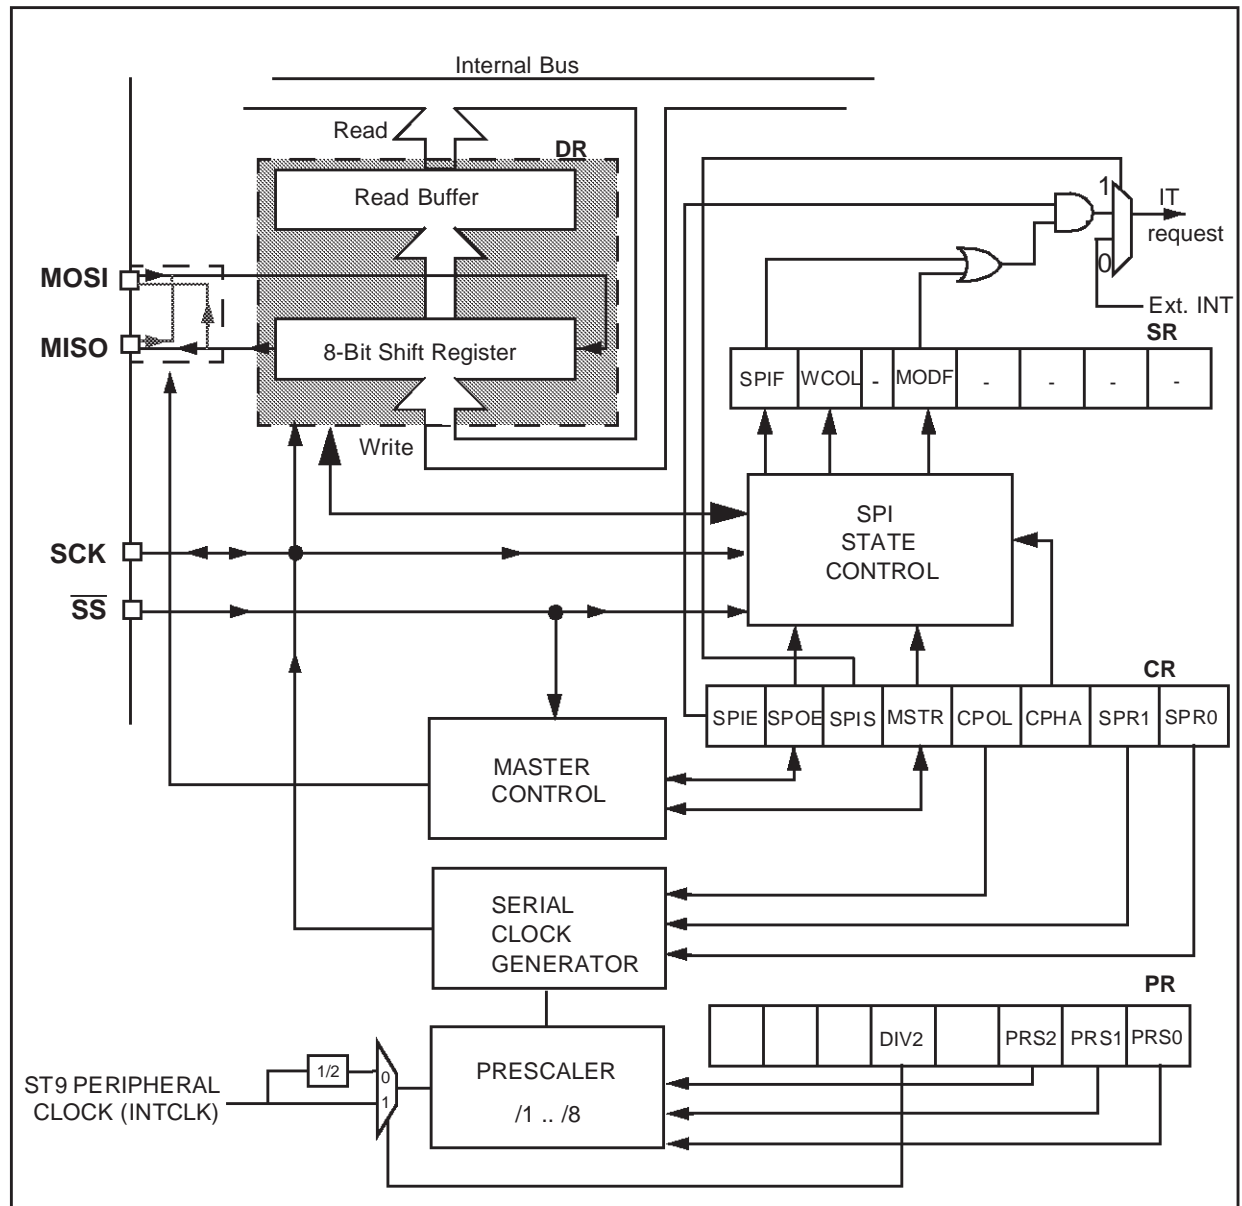 Internal Bus
Read
DR
Read Buffer
1
IT
request
MOSI
0
Ext. INT
MISO
8-Bit Shift Register
SR
SPIF WCOL - MODF - - - -
Write
SPI
STATE
CONTROL
SCK
SS
CR
SPIE SPOE SPIS MSTR CPOL CPHA SPR1 SPR0
MASTER
CONTROL
SERIAL
CLOCK
GENERATOR
PR
DIV2 PRS2 PRS1 PRS0
1/2
0
ST9 PERIPHERAL
CLOCK (INTCLK)
1
PRESCALER
/1 .. /8